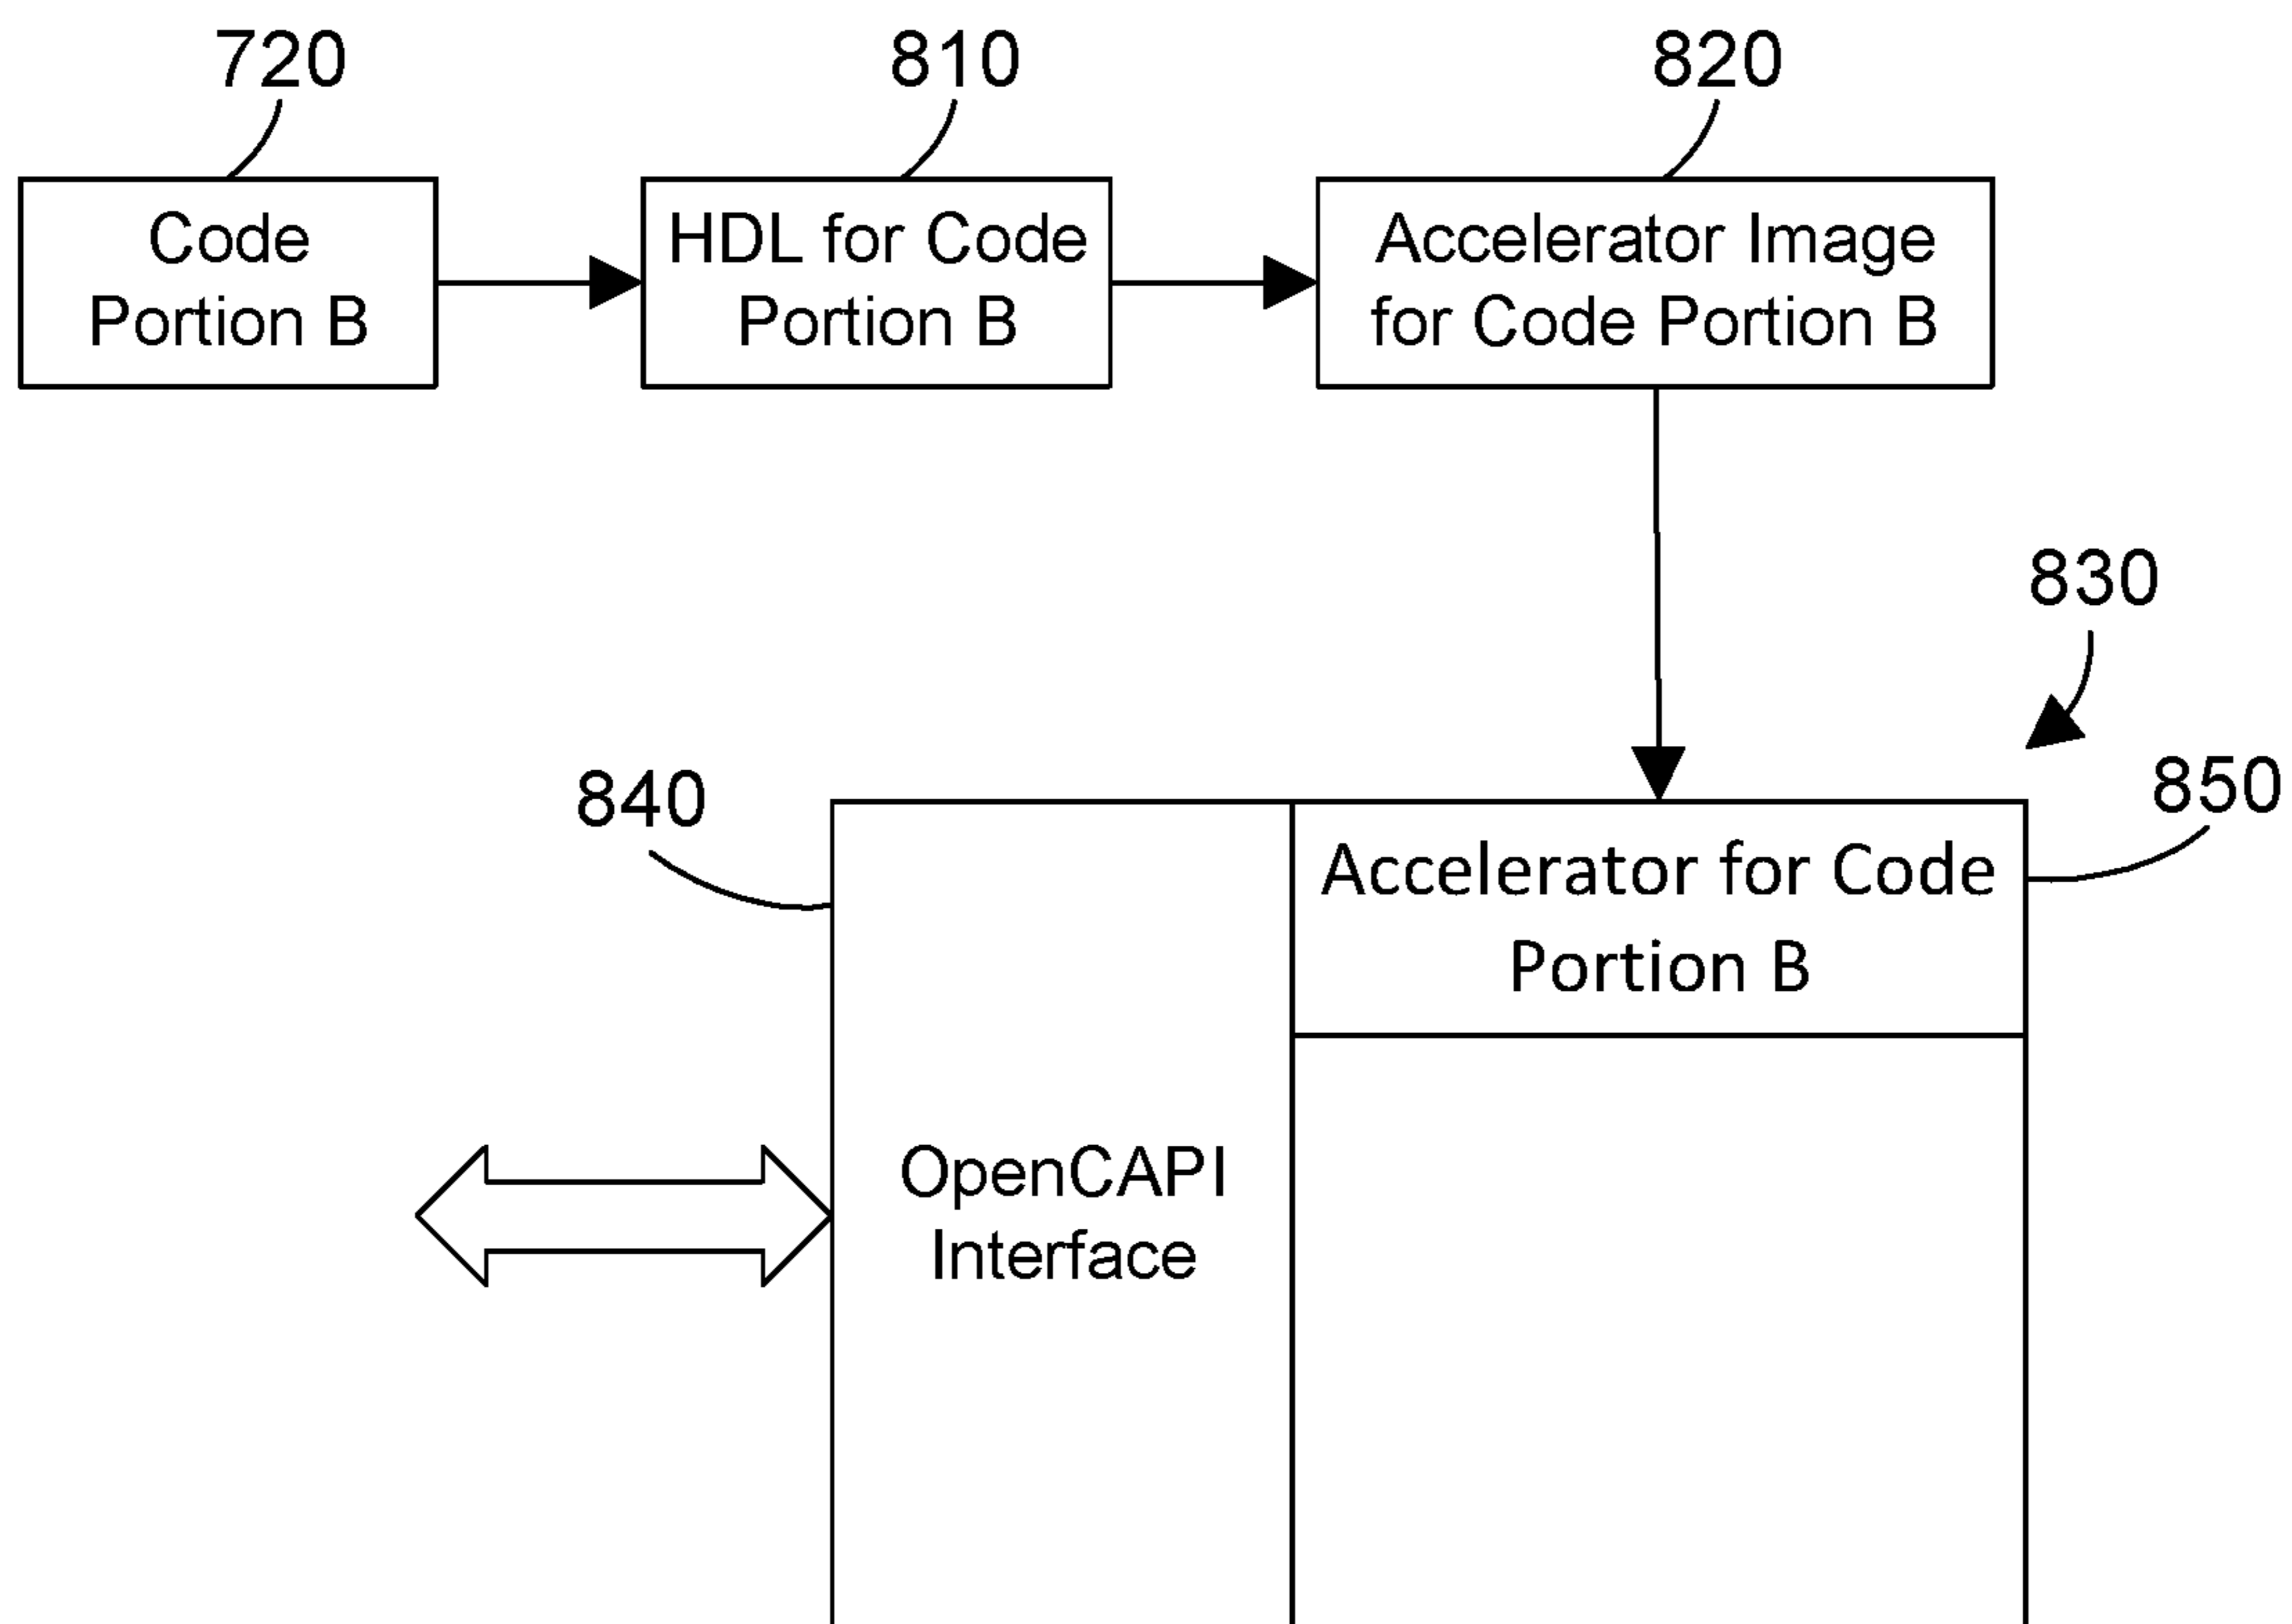 720
810
820
Code
Portion B
HDL for Code
Portion B
Accelerator Image
for Code Portion B
830
840
850
Accelerator for Code
Portion B
OpenCAPI
Interface